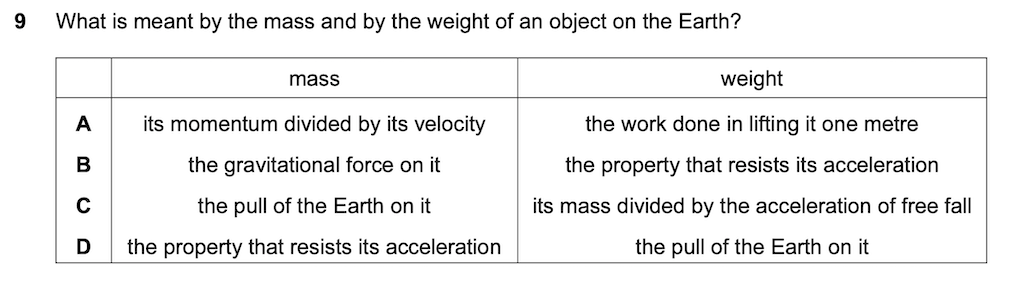 9 What is meant by the mass and by the weight of an object on the Earth?
mass weight
A its momentum divided by its velocity the work done in lifting it one metre
B the gravitational force on it the property that resists its acceleration
C the pull of the Earth on it its mass divided by the acceleration of free fall
D the property that resists its acceleration the pull of the Earth on it